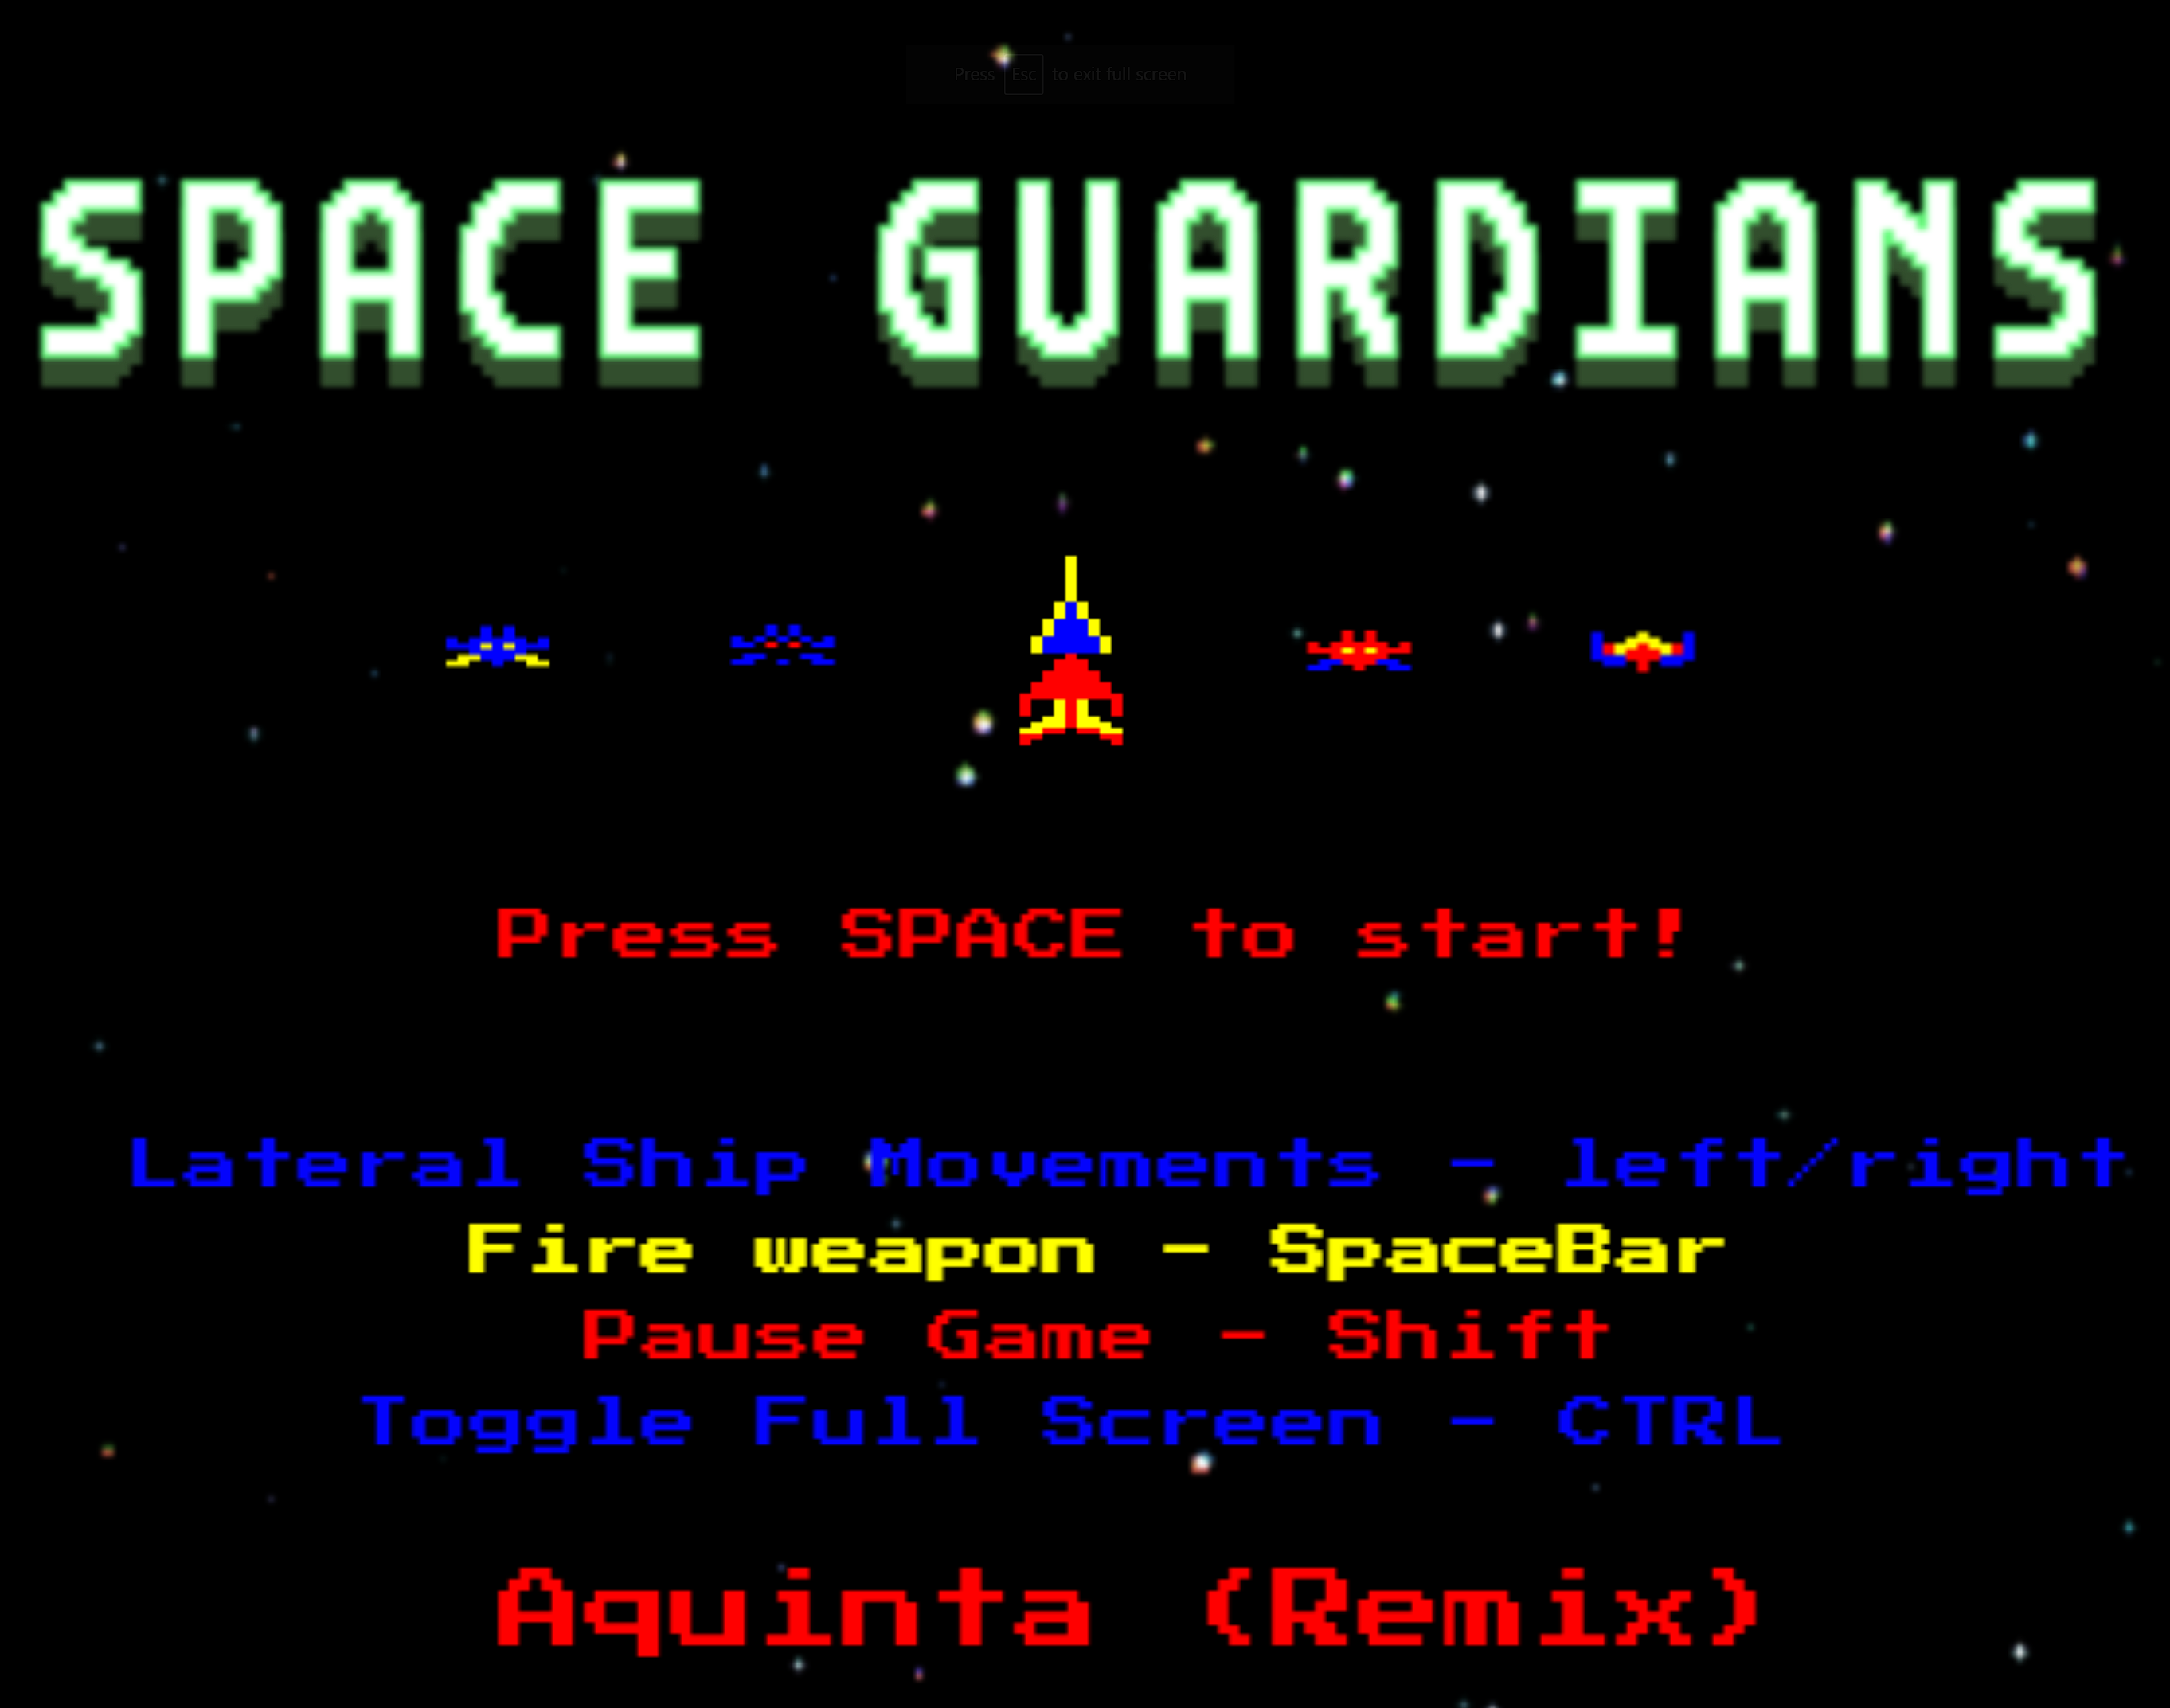 Press Esc to exit full screen
SPACE GUARDIANS
Press SPACE to start!
Lateral Ship Movements - left/right
Fire weapon - SpaceBar
Pause Game - Shift
Toggle Full Screen - CTRL
Aquinta (Remix)